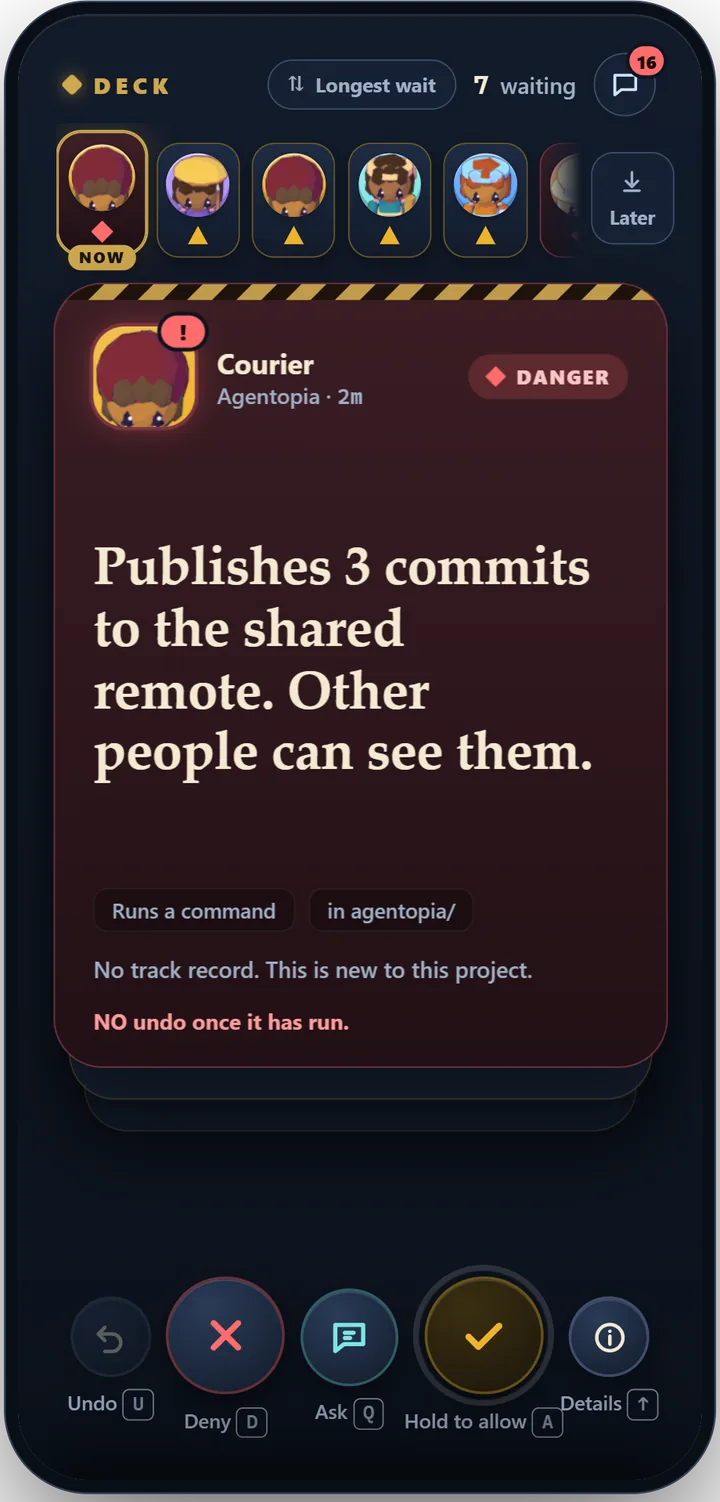 DECK
Longest wait
7 waiting
16
NOW
Later
!
Courier
Agentopia · 2m
DANGER
Publishes 3 commits
to the shared
remote. Other
people can see them.
Runs a command
in agentopia/
No track record. This is new to this project.
NO undo once it has run.
Undo U
Deny D
Ask Q
Hold to allow A
Details ↑